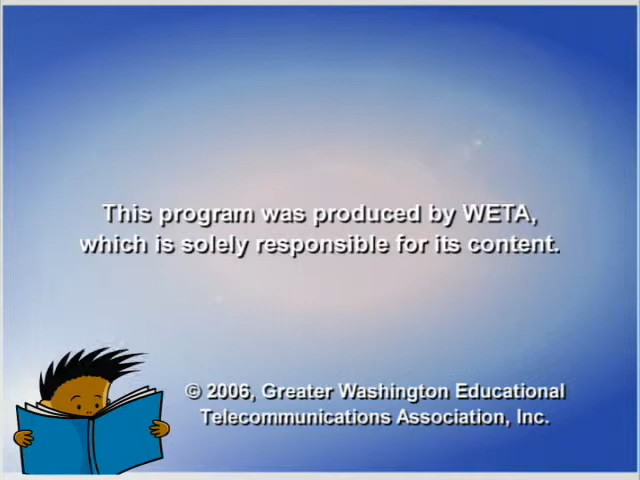 This program was produced by WETA,
which is solely responsible for its content.
© 2006, Greater Washington Educational
Telecommunications Association, Inc.